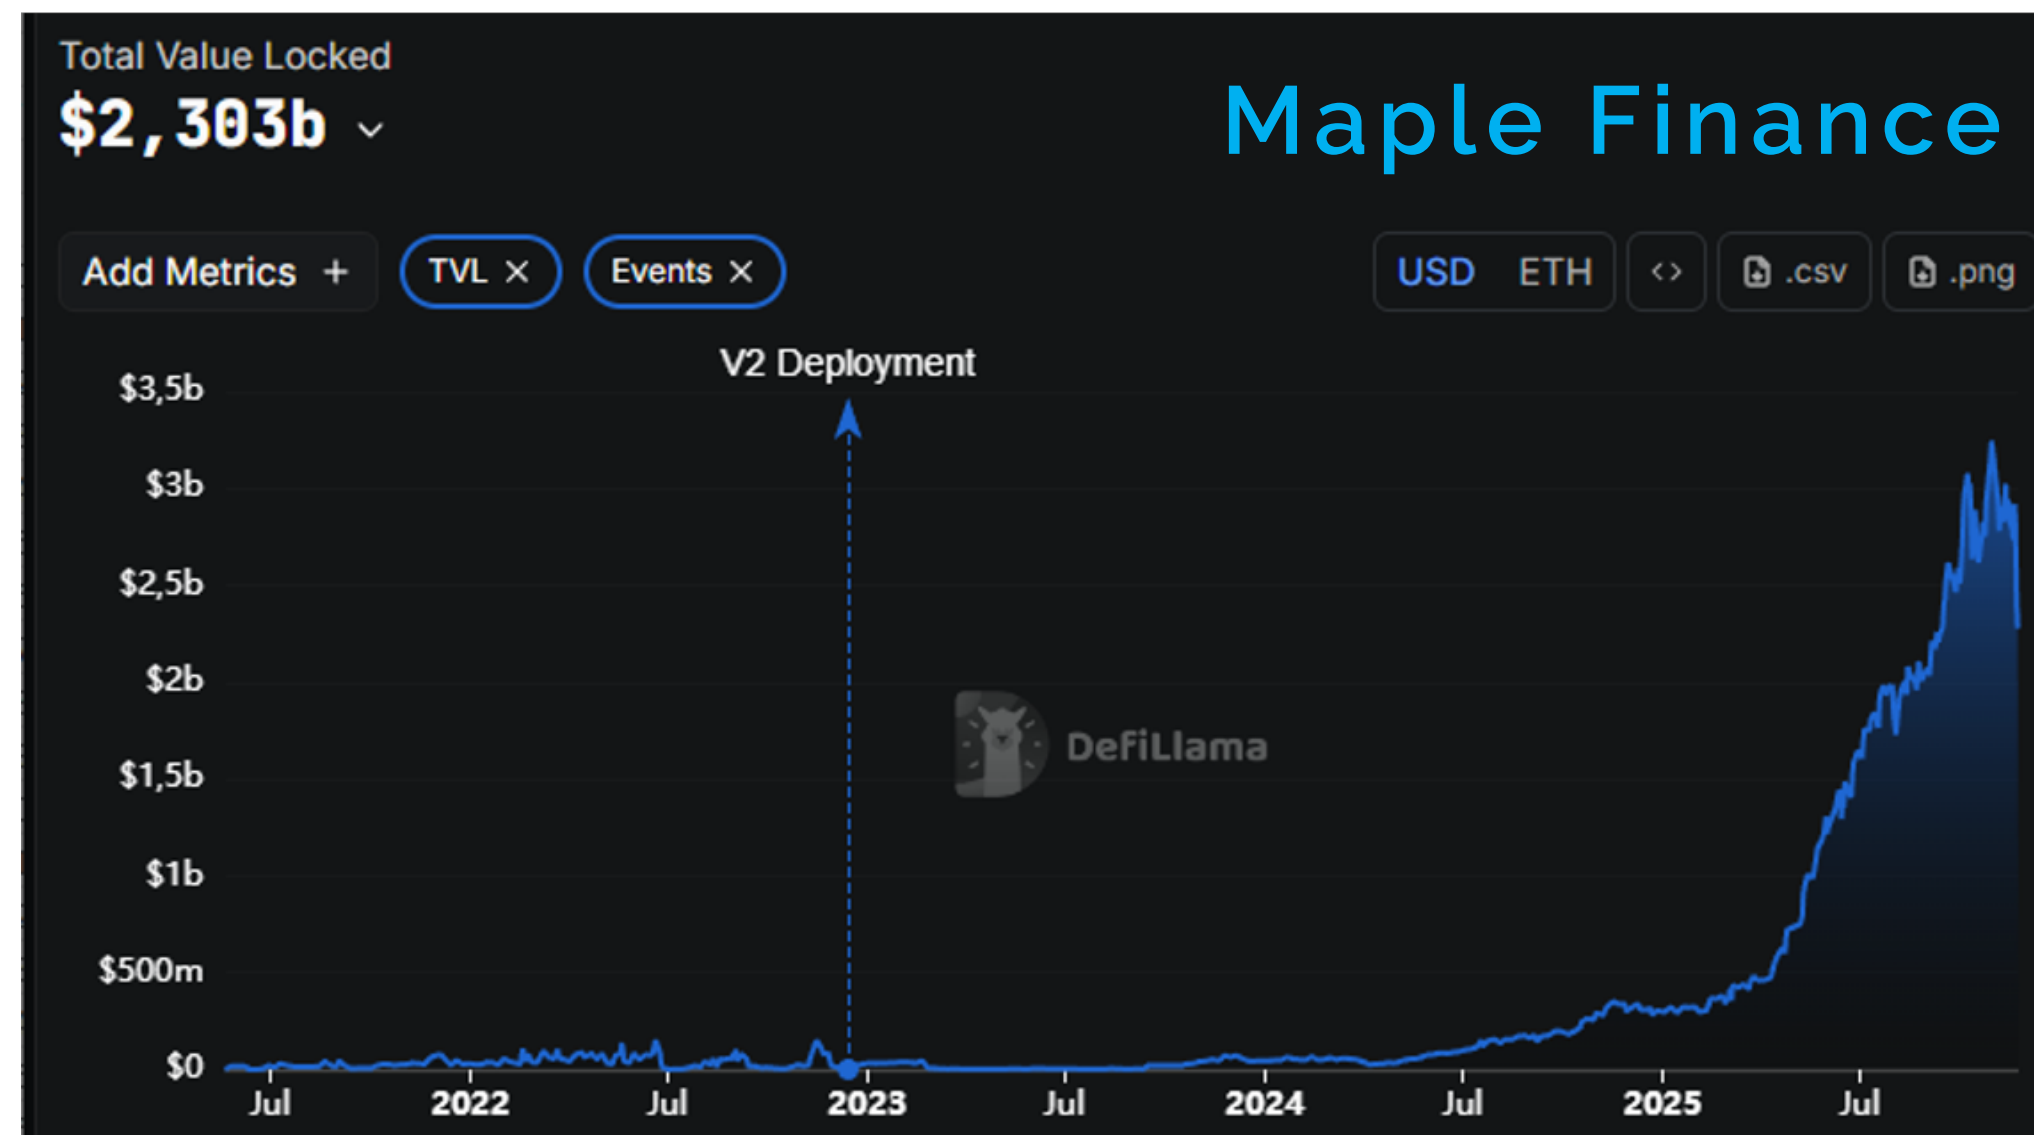 Total Value Locked
$2,303b
Maple Finance
Add Metrics +
TVL ×
Events ×
USD ETH
<>
.csv
.png
V2 Deployment
$3,5b
$3b
$2,5b
$2b
$1,5b
$1b
$500m
$0
DefiLlama
Jul 2022 Jul 2023 Jul 2024 Jul 2025 Jul